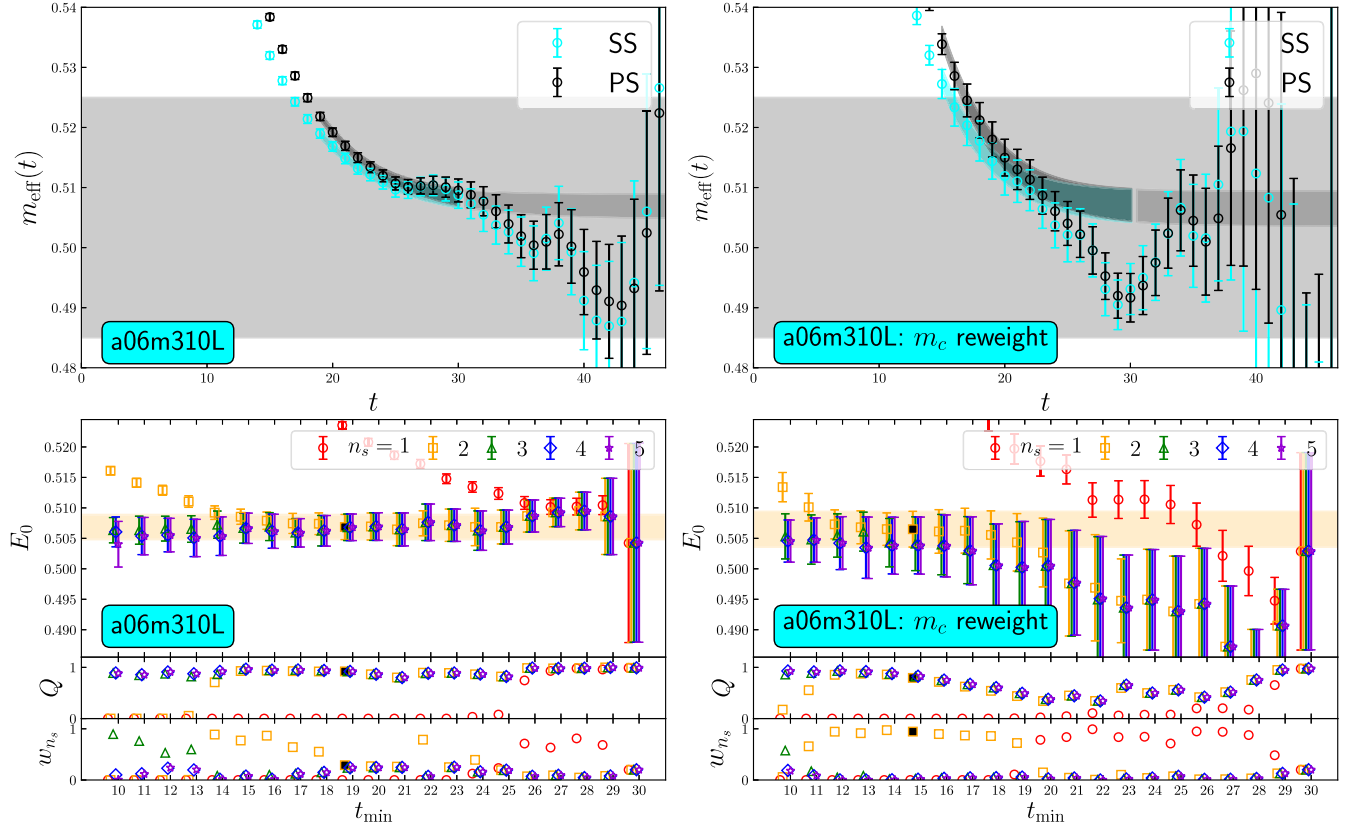 0.54
0.53
0.52
0.51
0.50
0.49
0.48
m_eff(t)
SS
PS
a06m310L
0 10 20 30 40
t
0.54
0.53
0.52
0.51
0.50
0.49
0.48
m_eff(t)
SS
PS
a06m310L: m_c reweight
0 10 20 30 40
t
0.520
0.515
0.510
0.505
0.500
0.495
0.490
E_0
n_s = 1 2 3 4 5
a06m310L
1
0
Q
1
0
w_{n_s}
10 11 12 13 14 15 16 17 18 19 20 21 22 23 24 25 26 27 28 29 30
t_min
0.520
0.515
0.510
0.505
0.500
0.495
0.490
E_0
n_s = 1 2 3 4 5
a06m310L: m_c reweight
1
0
Q
1
0
w_{n_s}
10 11 12 13 14 15 16 17 18 19 20 21 22 23 24 25 26 27 28 29 30
t_min